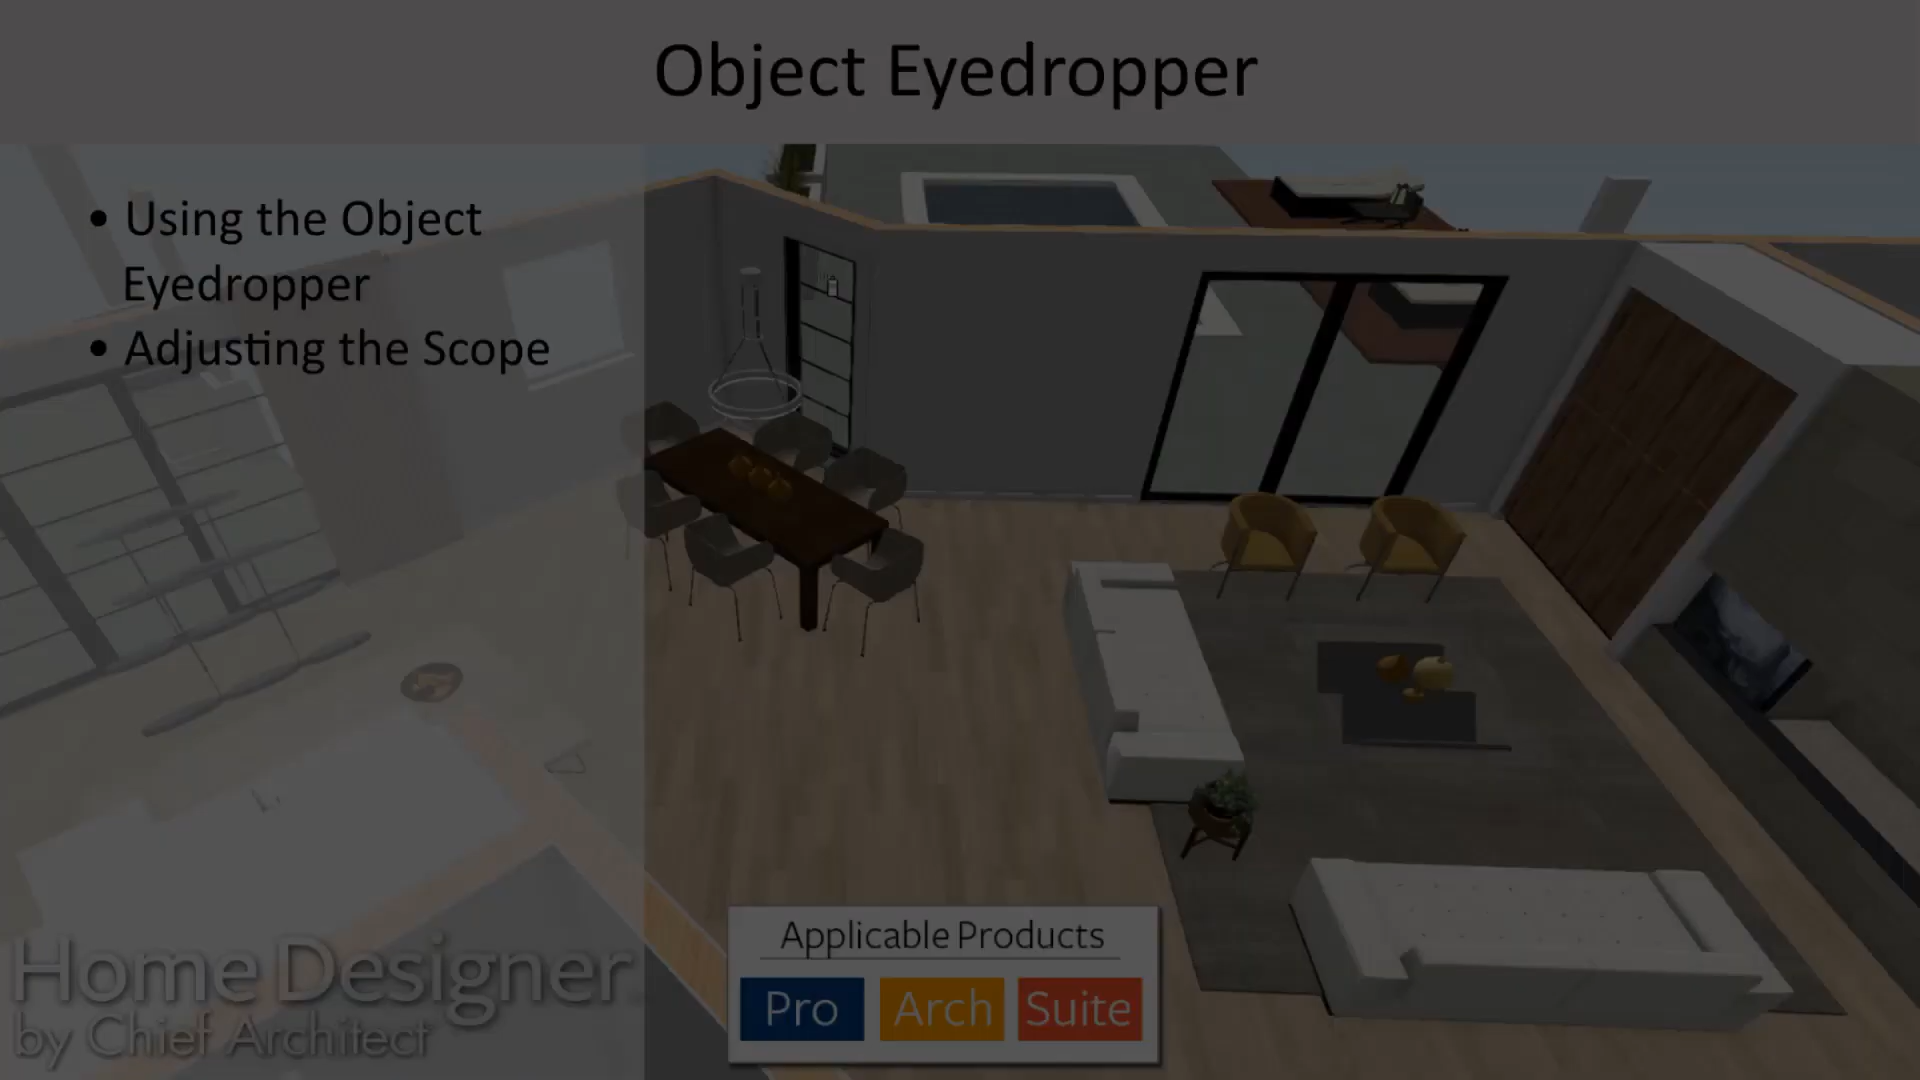 Object Eyedropper
• Using the Object
Eyedropper
• Adjusting the Scope
Home Designer
by Chief Architect
Applicable Products
Pro Arch Suite